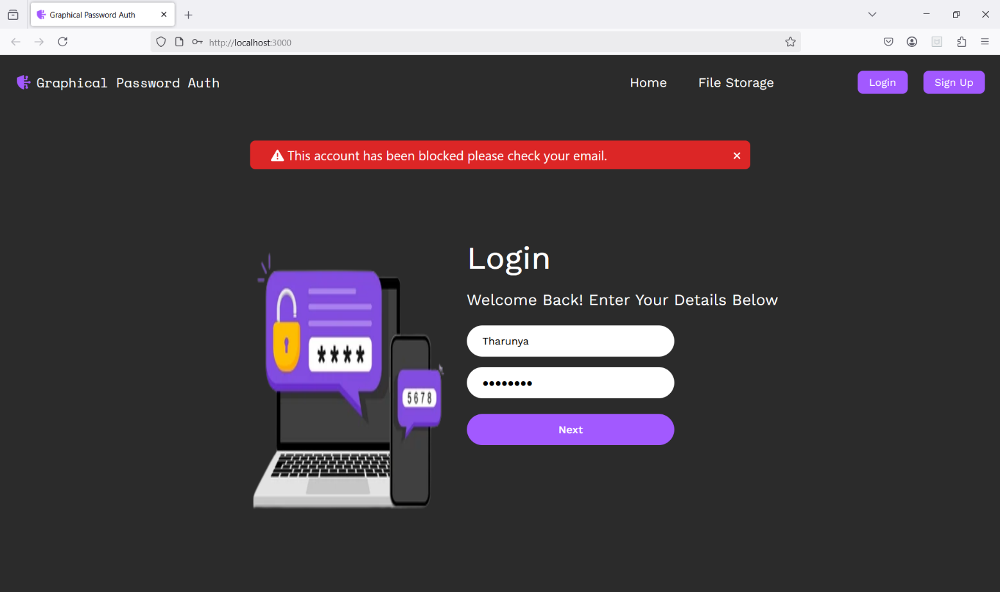 Graphical Password Auth
http://localhost:3000
Graphical Password Auth
Home
File Storage
Login
Sign Up
This account has been blocked please check your email.
Login
Welcome Back! Enter Your Details Below
Tharunya
••••••••
Next
* * * *
5678